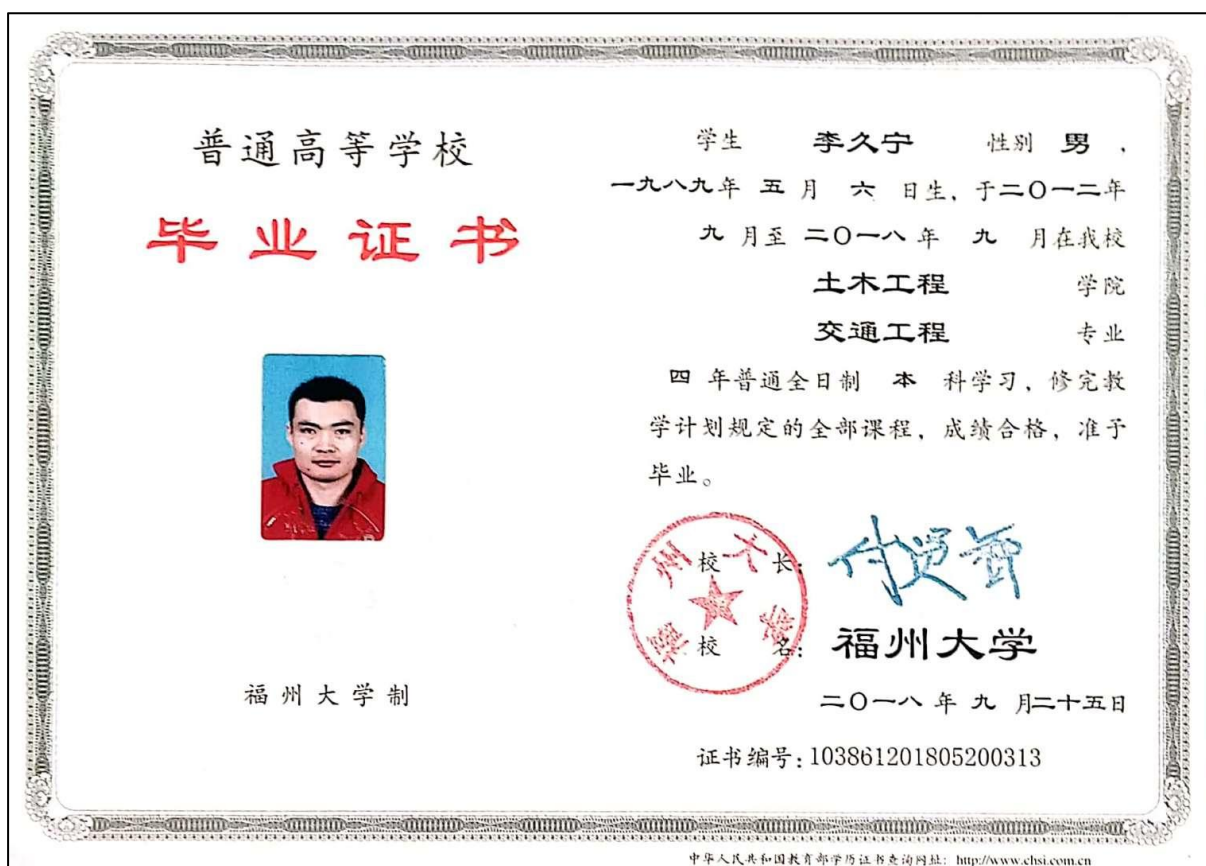 普通高等学校
毕业证书
福州大学制
学生 李久宁 性别 男，
一九八九年 五 月 六 日生，于二〇一二年
九 月至 二〇一八 年 九 月在我校
土木工程 学院
交通工程 专业
四 年普通全日制 本 科学习，修完教
学计划规定的全部课程，成绩合格，准予
毕业。
福州大学
校 长：
校 名：福州大学
二〇一八 年 九 月二十五日
证书编号：103861201805200313
中华人民共和国教育部学历证书查询网址：http://www.chsi.com.cn